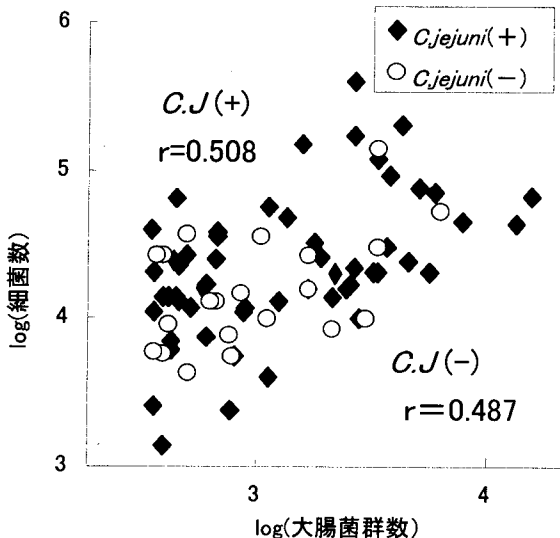 6
◆ C.jejuni(+)
○ C.jejuni(−)
C.J (+)
r=0.508
5
log(細菌数)
4
C.J (−)
r=0.487
3
3 4
log(大腸菌群数)